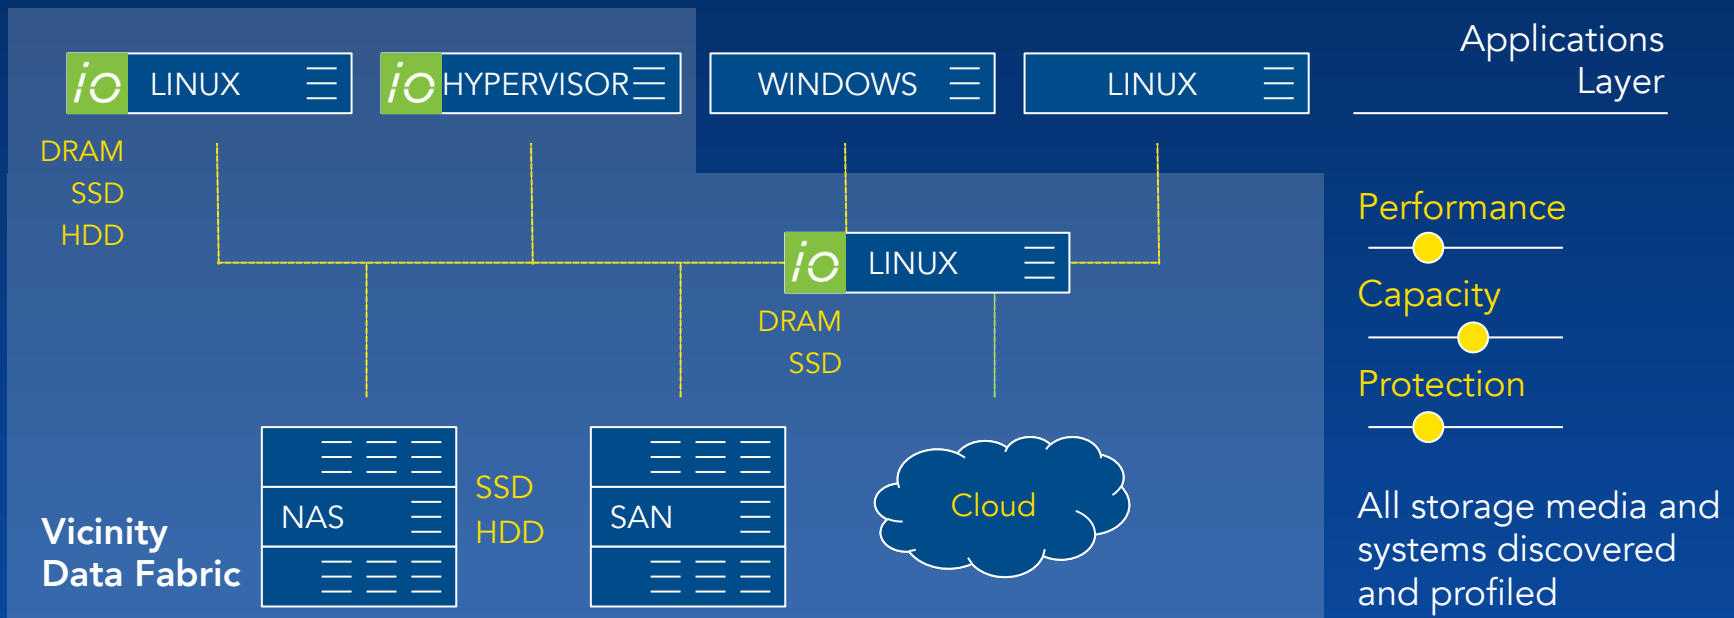 io LINUX
io HYPERVISOR
WINDOWS
LINUX
Applications
Layer
DRAM
SSD
HDD
io LINUX
DRAM
SSD
Performance
Capacity
Protection
NAS
SSD
HDD
SAN
Cloud
Vicinity
Data Fabric
All storage media and
systems discovered
and profiled